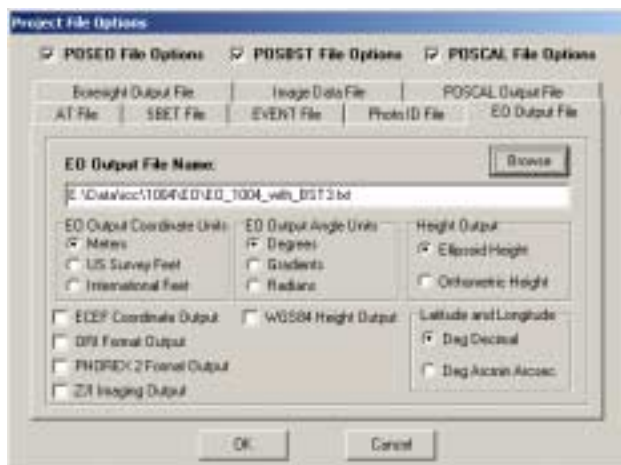 Project File Options
POSEO File Options POSBST File Options POSCAL File Options
Boresight Output File Image Data File POSCAL Output File
AT File SBET File EVENT File Photo ID File EO Output File
EO Output File Name: Browse
EO_1004_with_BST3.txt
EO Output Coordinate Units EO Output Angle Units Height Output
Meters Degrees Ellipsoid Height
US Survey Feet Gradients
International Feet Radians Orthometric Height
ECEF Coordinate Output WGS84 Height Output Latitude and Longitude
Format Output Deg Decimal
PHOREX 2 Format Output
Z/I Imaging Output Deg Arcmin Arcsec
OK Cancel